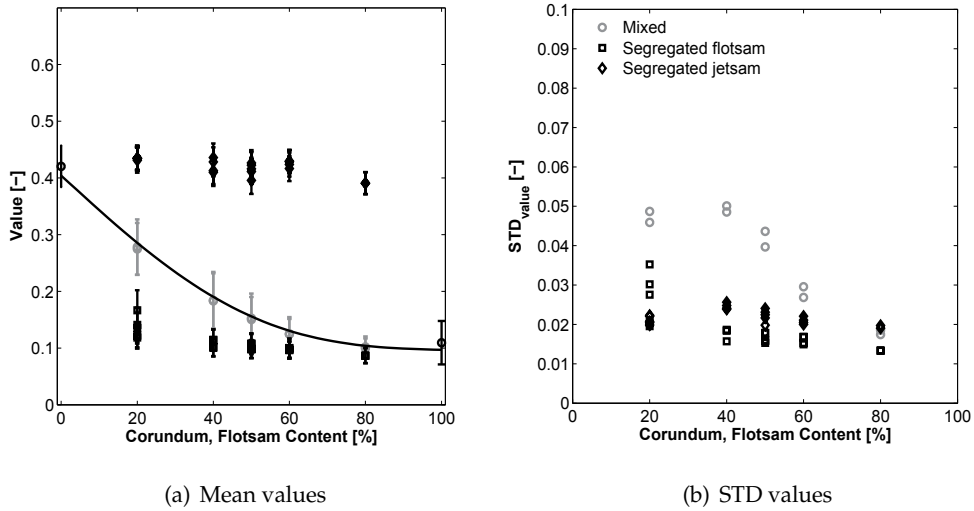 0.6
0.5
0.4
0.3
0.2
0.1
0
Value [−]
0 20 40 60 80 100
Corundum, Flotsam Content [%]
(a) Mean values
0.1
0.09
0.08
0.07
0.06
0.05
0.04
0.03
0.02
0.01
0
STDvalue [−]
Mixed
Segregated flotsam
Segregated jetsam
0 20 40 60 80 100
Corundum, Flotsam Content [%]
(b) STD values